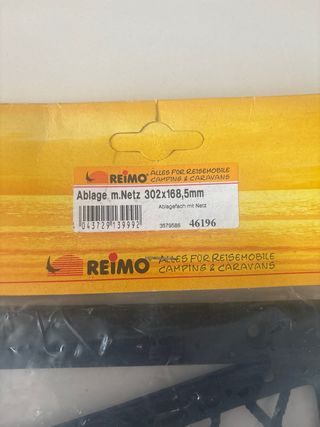 REIMO ALLES FÜR REISEMOBILE
CAMPING & CARAVANS
Ablage m.Netz 302x168,5mm
Ablagefach mit Netz
4 043729 139992
3579586 46196
REIMO ALLES FÜR REISEMOBILE
CAMPING & CARAVANS